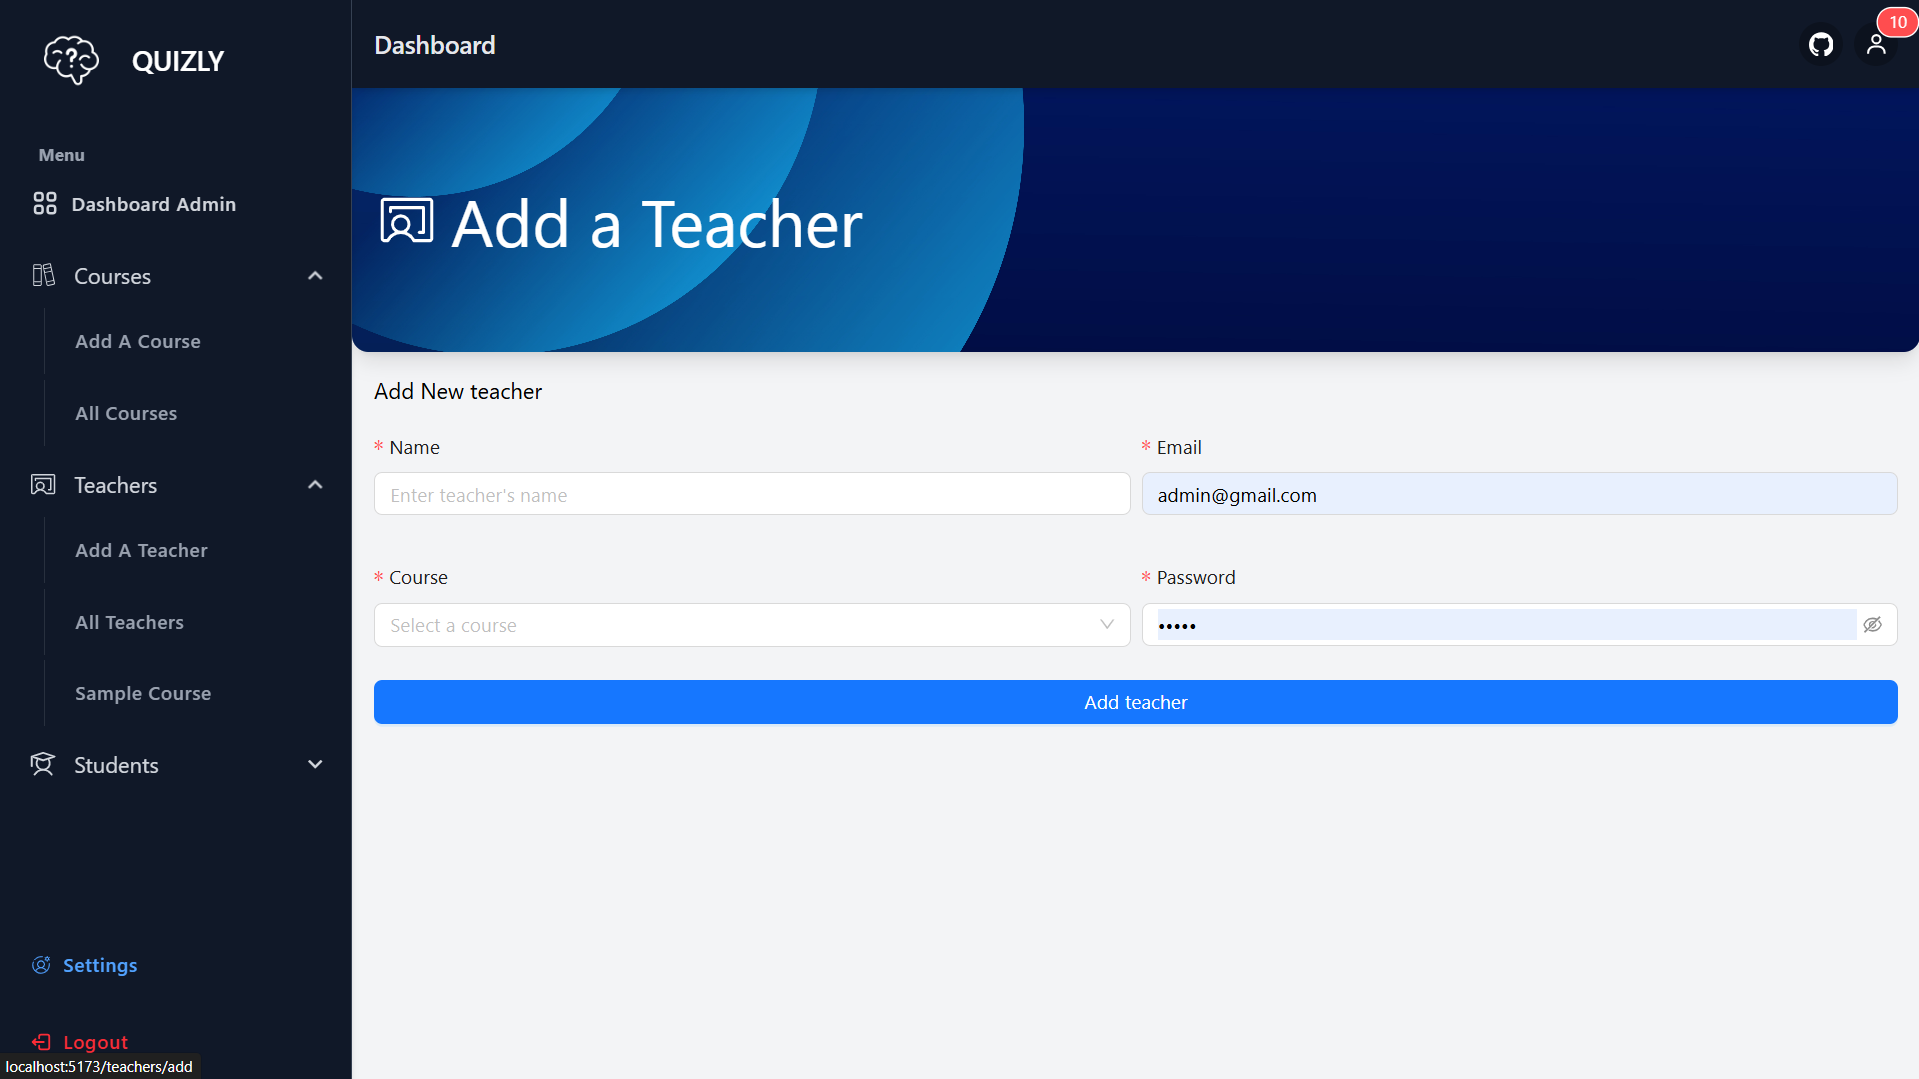 QUIZLY
Menu
Dashboard Admin
Courses
Add A Course
All Courses
Teachers
Add A Teacher
All Teachers
Sample Course
Students
Settings
Logout
localhost:5173/teachers/add
Dashboard
10
Add a Teacher
Add New teacher
* Name
* Email
Enter teacher's name
admin@gmail.com
* Course
* Password
Select a course
•••••
Add teacher